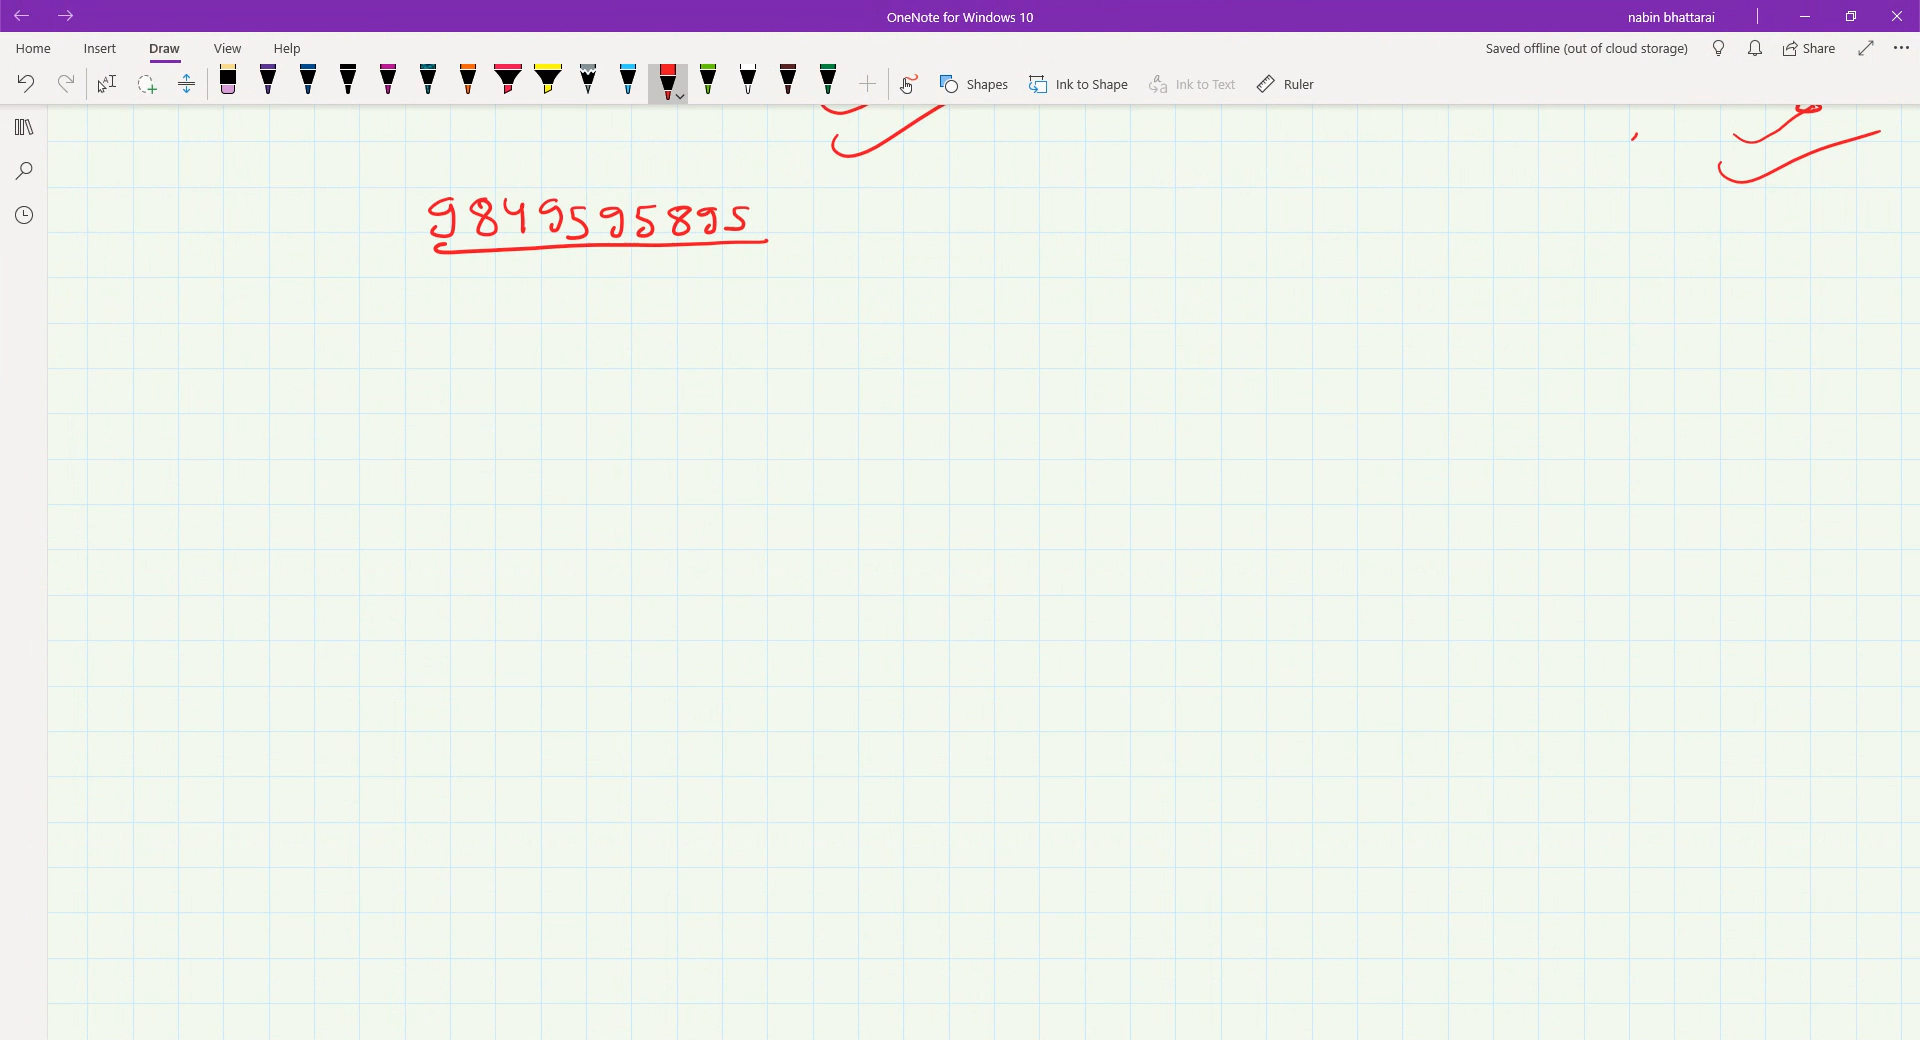 OneNote for Windows 10
nabin bhattarai
Home Insert Draw View Help
Saved offline (out of cloud storage)
Share
Shapes Ink to Shape Ink to Text Ruler
9849595895